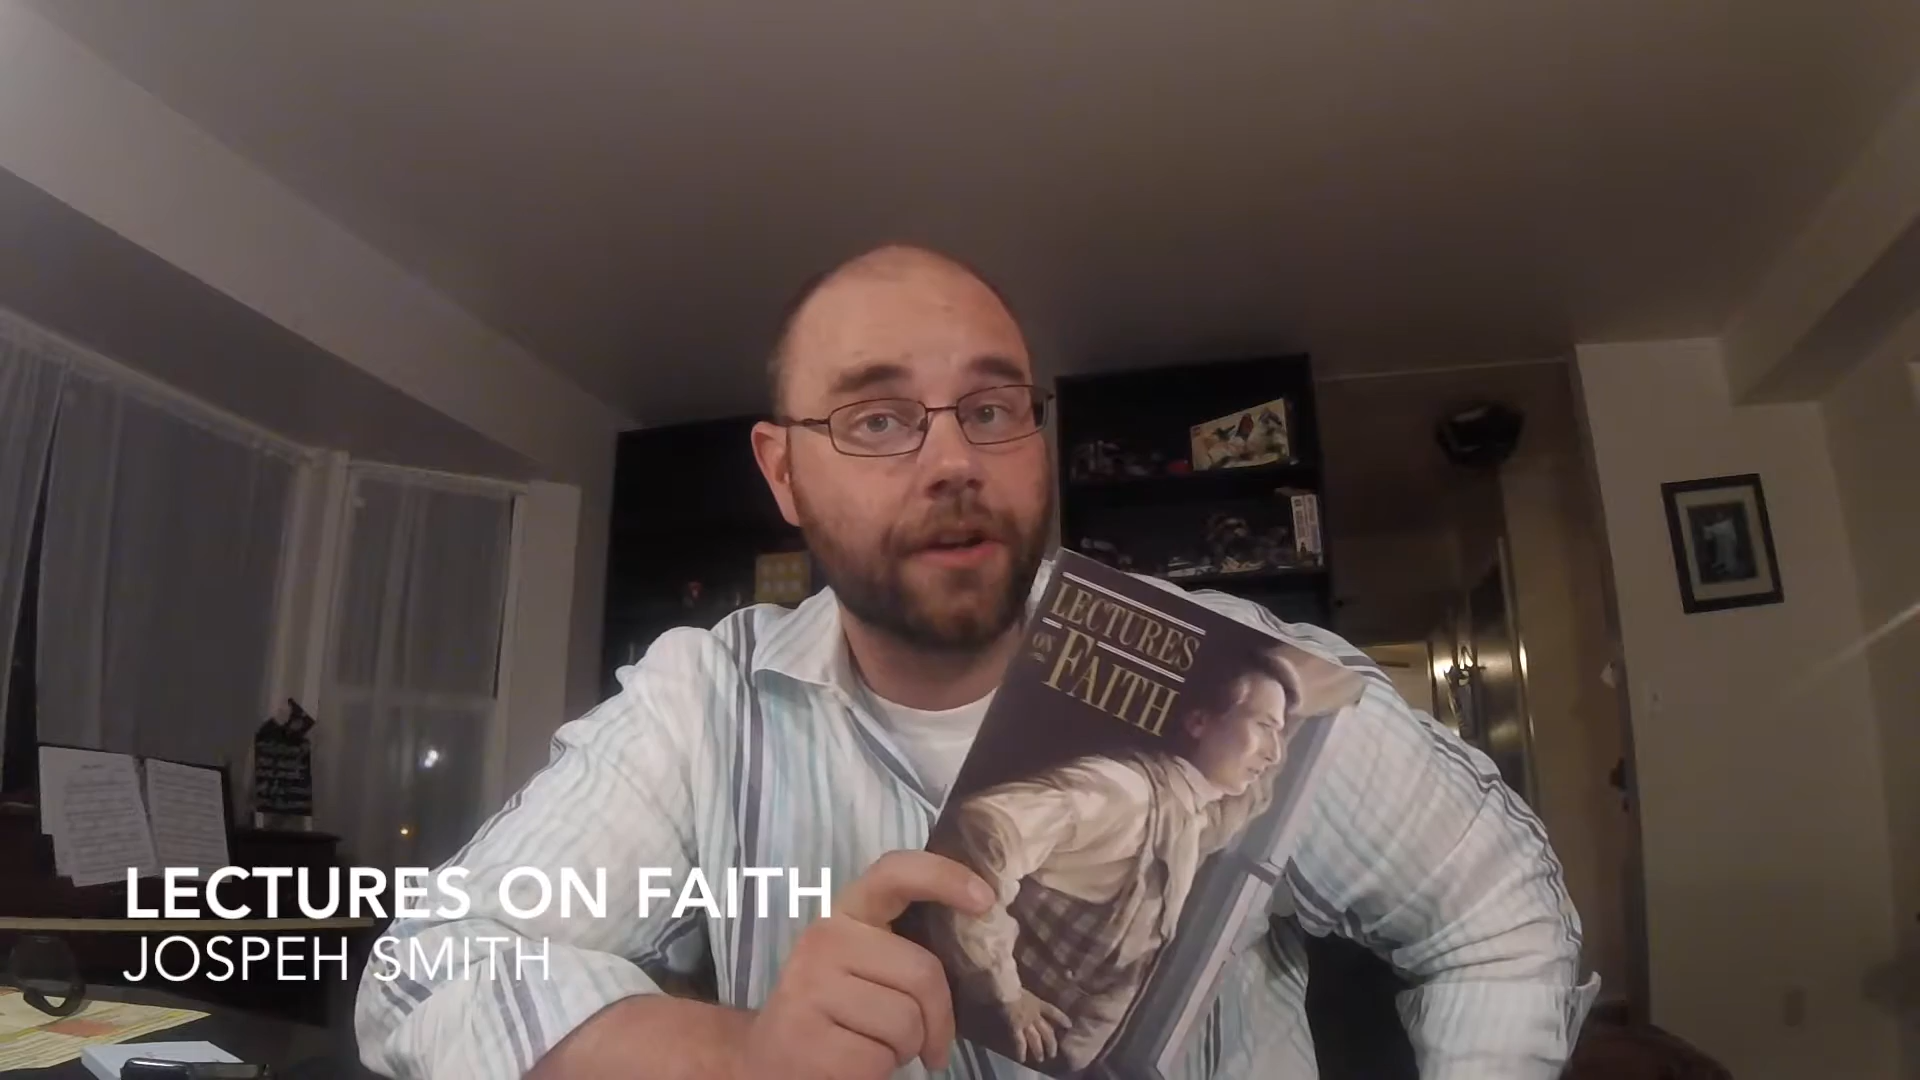 LECTURES
ON
FAITH
LECTURES ON FAITH
JOSPEH SMITH